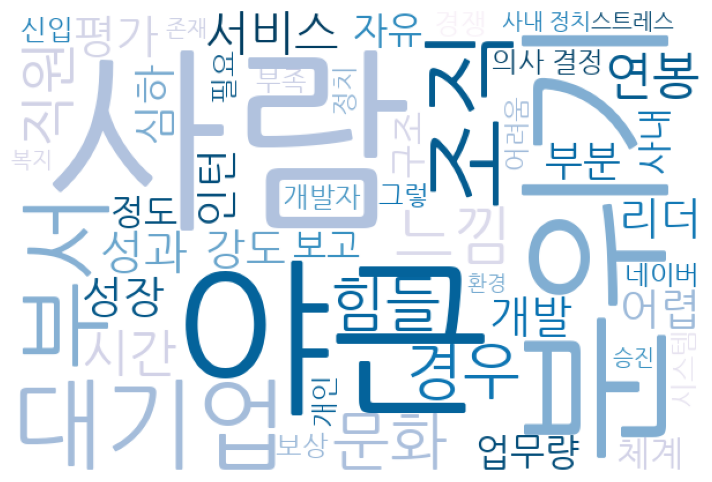 신입
평가
존재
서비스
자유
경쟁
사내 정치
스트레스
직원
심하
필요
부족
정치
의사 결정
연봉
복지
사람
조직
분위기
구조
어려움
부분
사내
부서
정도
인턴
개발자
그렇
리더
성과
강도
보고
느낌
네이버
성장
야근
힘들
환경
개발
어렵
시간
경우
승진
시스템
대기업
개인
보상
문화
업무량
체계